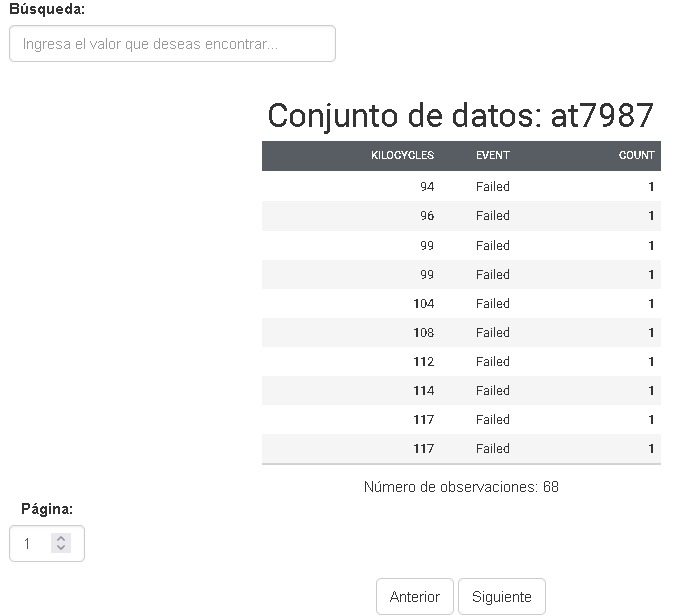 Búsqueda:
Ingresa el valor que deseas encontrar...
Conjunto de datos: at7987
KILOCYCLES EVENT COUNT
94 Failed 1
96 Failed 1
99 Failed 1
99 Failed 1
104 Failed 1
108 Failed 1
112 Failed 1
114 Failed 1
117 Failed 1
117 Failed 1
Número de observaciones: 68
Página:
1
Anterior Siguiente